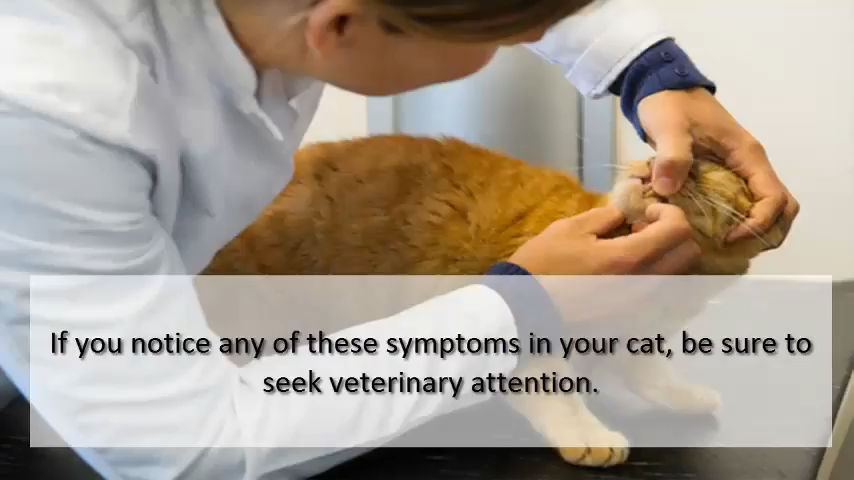 If you notice any of these symptoms in your cat, be sure to
seek veterinary attention.